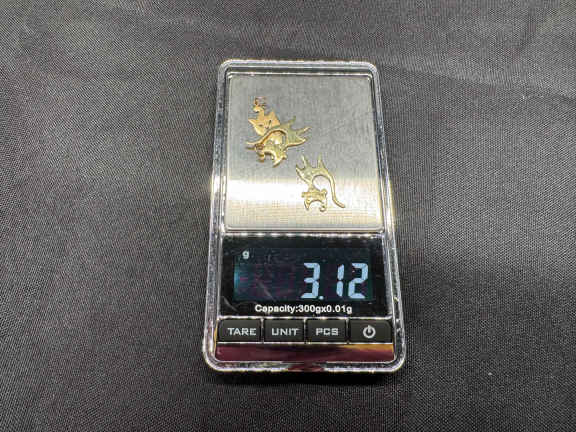 g
3.12
Capacity:300gx0.01g
TARE UNIT PCS